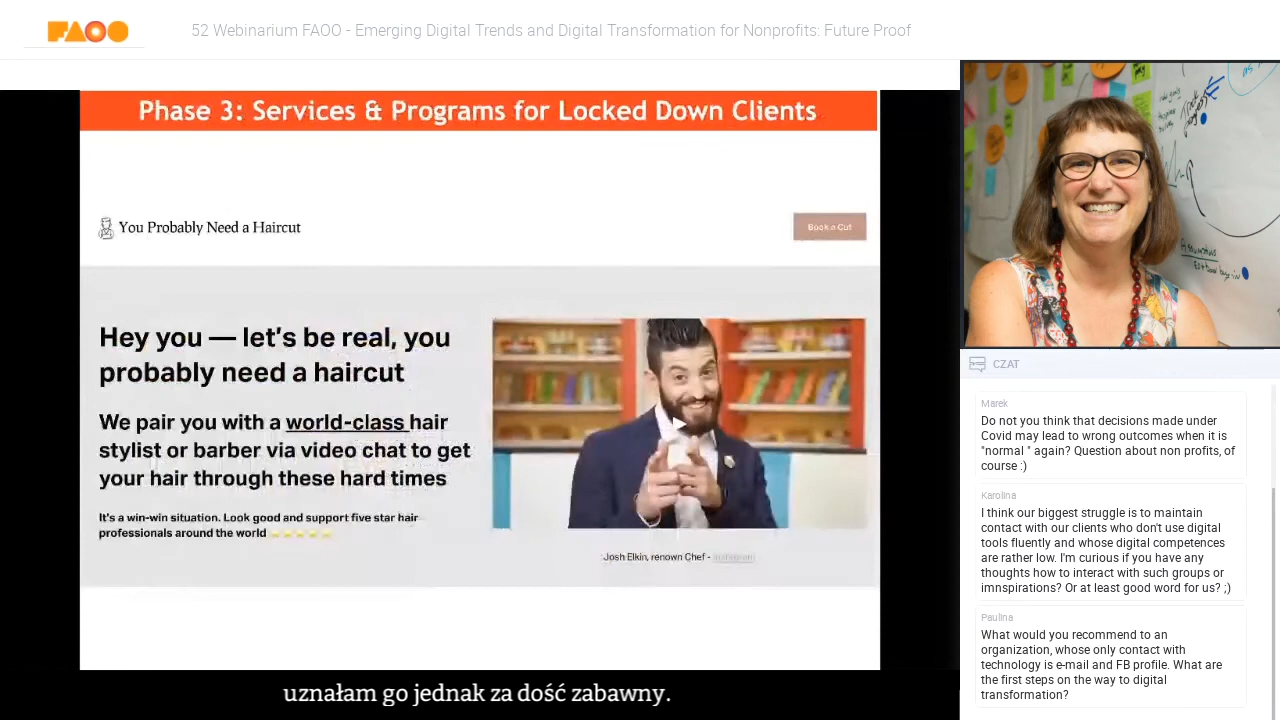 FAOO
52 Webinarium FAOO - Emerging Digital Trends and Digital Transformation for Nonprofits: Future Proof
Phase 3: Services & Programs for Locked Down Clients
You Probably Need a Haircut
Book a Cut
Hey you — let's be real, you
probably need a haircut
We pair you with a world-class hair
stylist or barber via video chat to get
your hair through these hard times
It's a win-win situation. Look good and support five star hair
professionals around the world
Josh Elkin, renown Chef -
uznałam go jednak za dość zabawny.
CZAT
Marek
Do not you think that decisions made under
Covid may lead to wrong outcomes when it is
"normal " again? Question about non profits, of
course :)
Karolina
I think our biggest struggle is to maintain
contact with our clients who don't use digital
tools fluently and whose digital competences
are rather low. I'm curious if you have any
thoughts how to interact with such groups or
imnspirations? Or at least good word for us? ;)
Paulina
What would you recommend to an
organization, whose only contact with
technology is e-mail and FB profile. What are
the first steps on the way to digital
transformation?